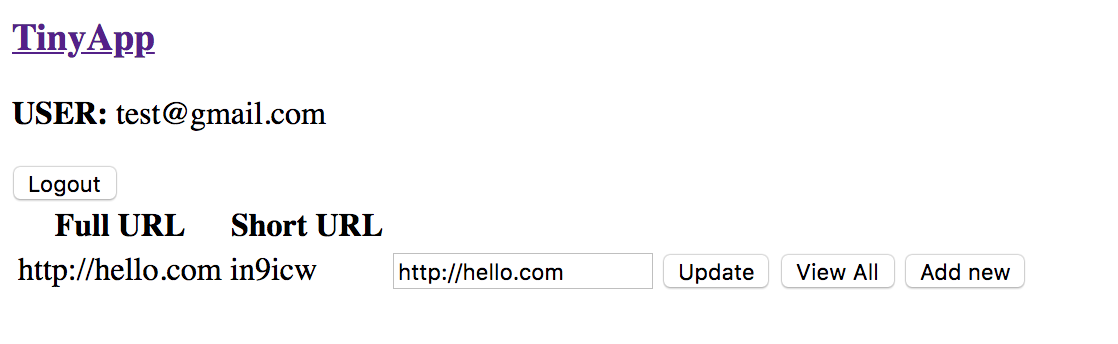 TinyApp
USER: test@gmail.com
Logout
Full URL Short URL
http://hello.com in9icw http://hello.com Update View All Add new